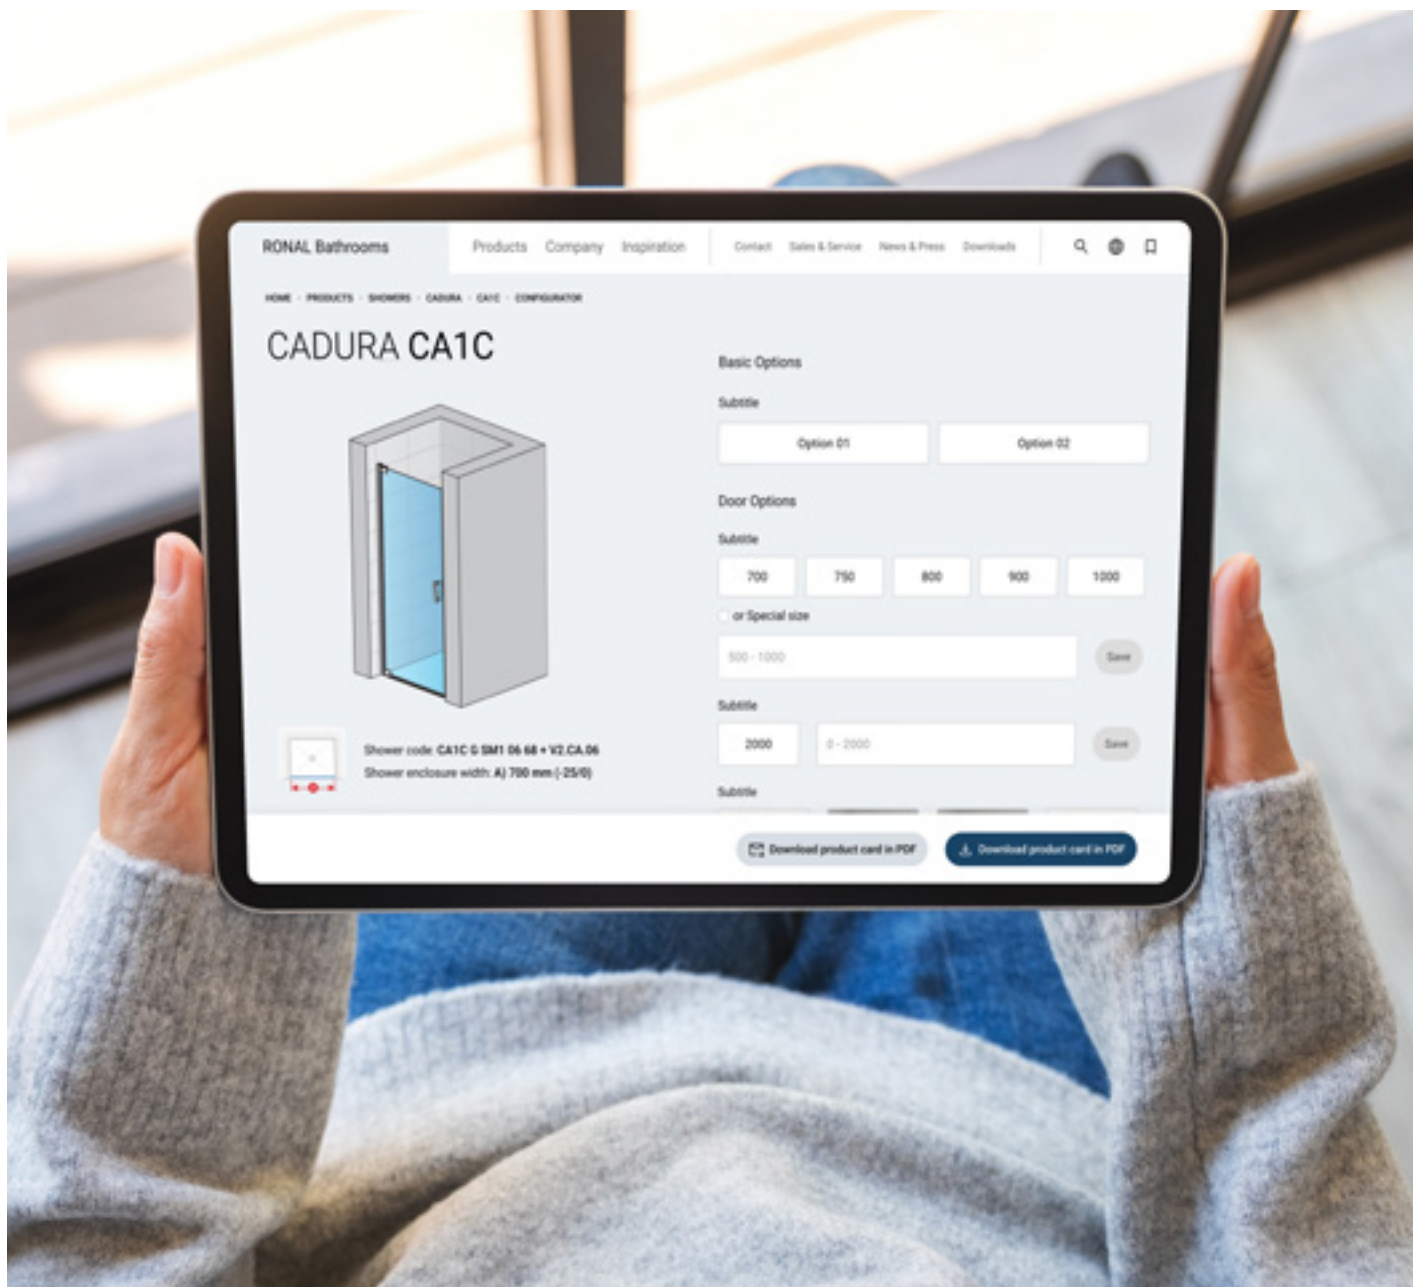 RONAL Bathrooms Products Company Inspiration Contact Sales & Service News & Press Downloads
HOME · PRODUCTS · SHOWERS · CADURA · CA1C · CONFIGURATOR
CADURA CA1C
Shower code: CA1C G SM1 06 68 + V2.CA.06
Shower enclosure width: A) 700 mm (-25/0)
Basic Options
Subtitle
Option 01 Option 02
Door Options
Subtitle
700 750 800 900 1000
or Special size
500 - 1000 Save
Subtitle
2000 0 - 2000 Save
Subtitle
Download product card in PDF Download product card in PDF